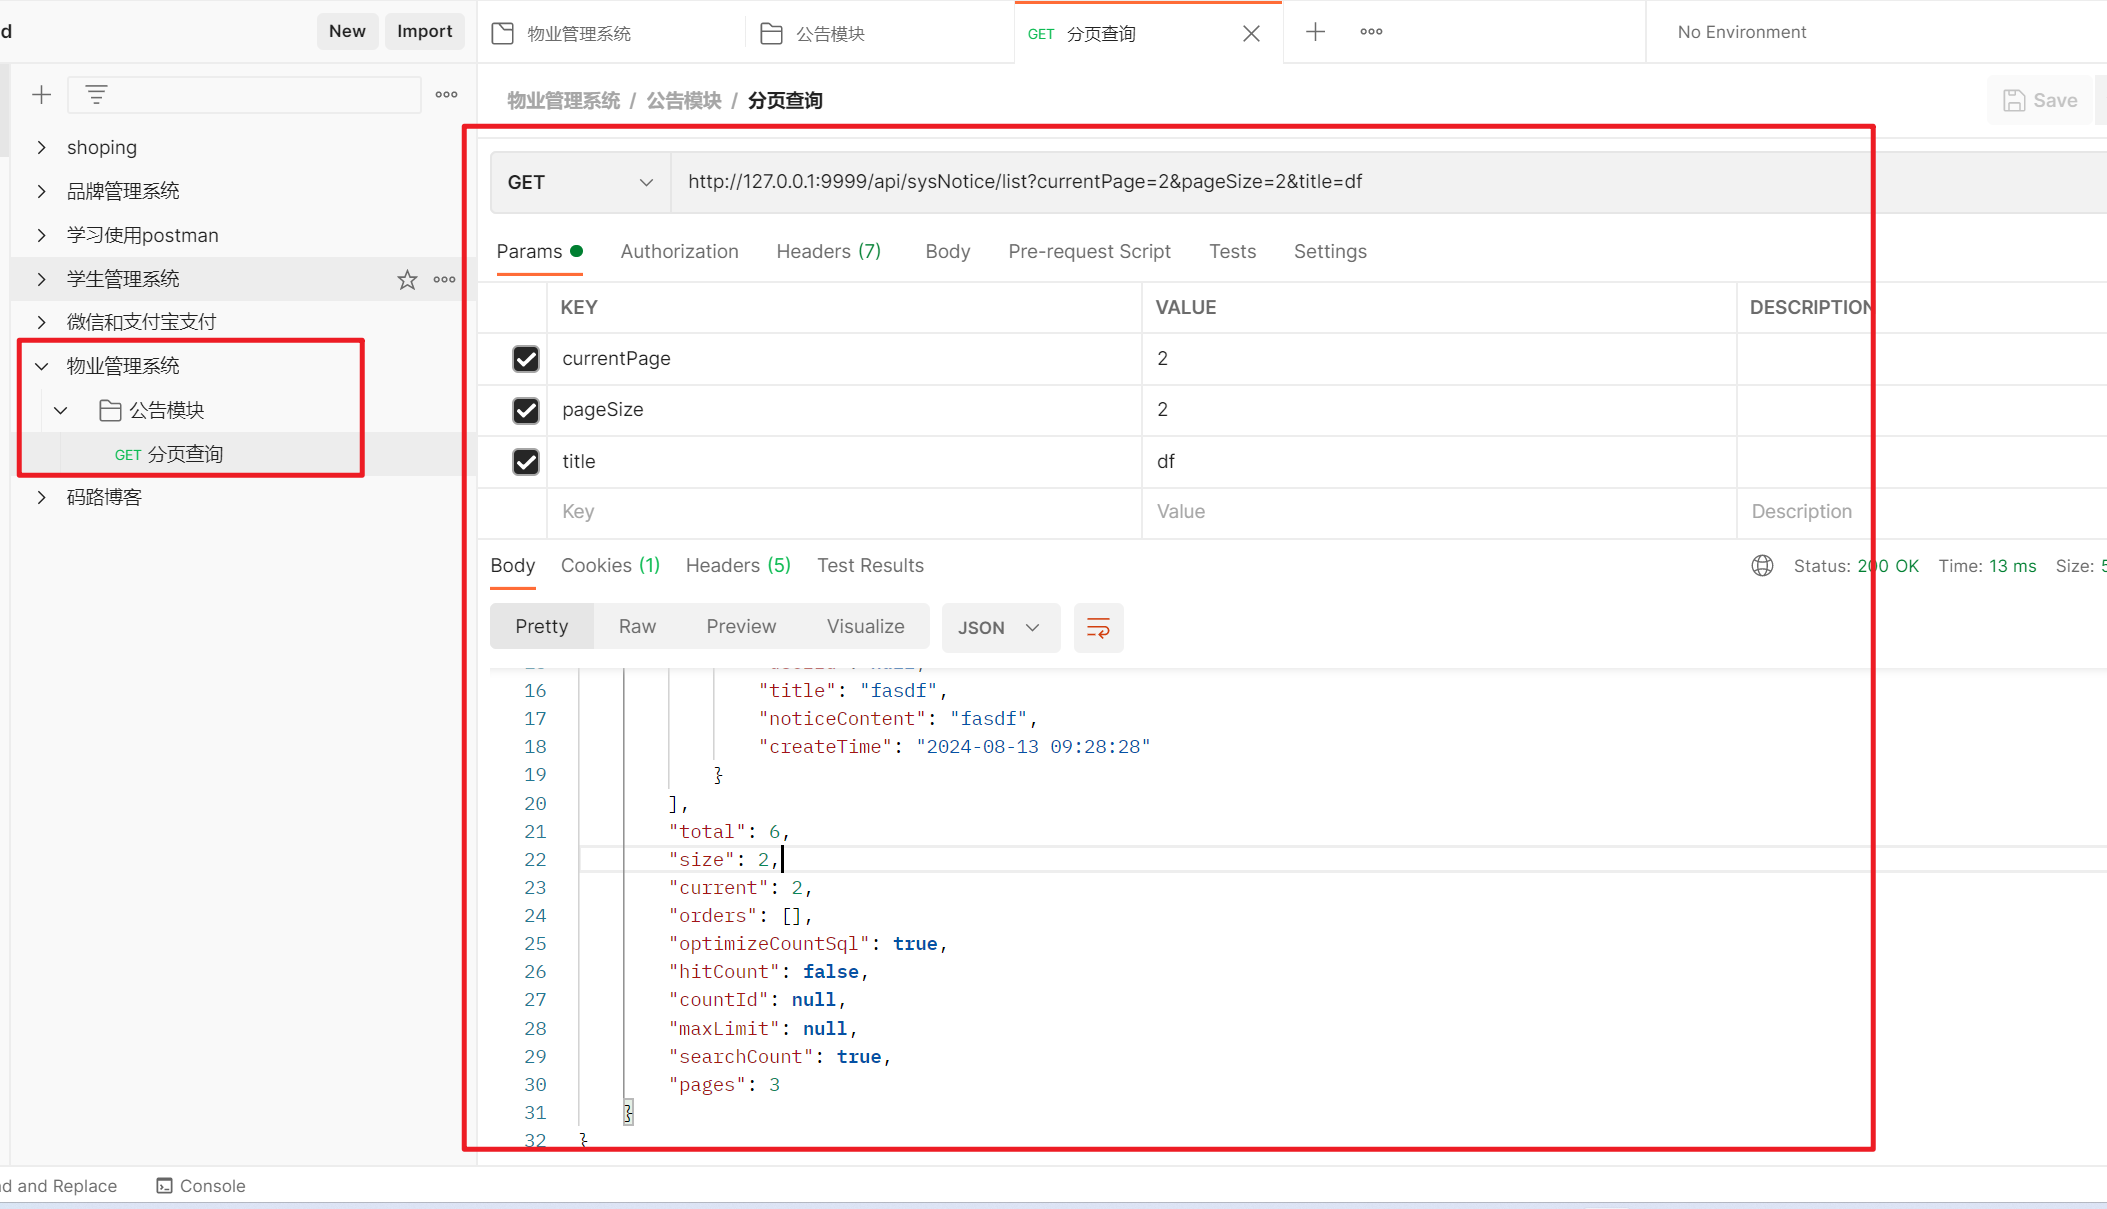 d
New
Import
物业管理系统
公告模块
GET 分页查询
No Environment
物业管理系统 / 公告模块 / 分页查询
Save
shoping
品牌管理系统
学习使用postman
学生管理系统
微信和支付宝支付
物业管理系统
公告模块
GET 分页查询
码路博客
GET
http://127.0.0.1:9999/api/sysNotice/list?currentPage=2&pageSize=2&title=df
Params
Authorization
Headers (7)
Body
Pre-request Script
Tests
Settings
KEY
VALUE
DESCRIPTION
currentPage
2
pageSize
2
title
df
Key
Value
Description
Body
Cookies (1)
Headers (5)
Test Results
Status: 200 OK
Time: 13 ms
Size: 5
Pretty
Raw
Preview
Visualize
JSON
16 "title": "fasdf",
17 "noticeContent": "fasdf",
18 "createTime": "2024-08-13 09:28:28"
19 }
20 ],
21 "total": 6,
22 "size": 2,
23 "current": 2,
24 "orders": [],
25 "optimizeCountSql": true,
26 "hitCount": false,
27 "countId": null,
28 "maxLimit": null,
29 "searchCount": true,
30 "pages": 3
31 }
32 }
nd and Replace
Console